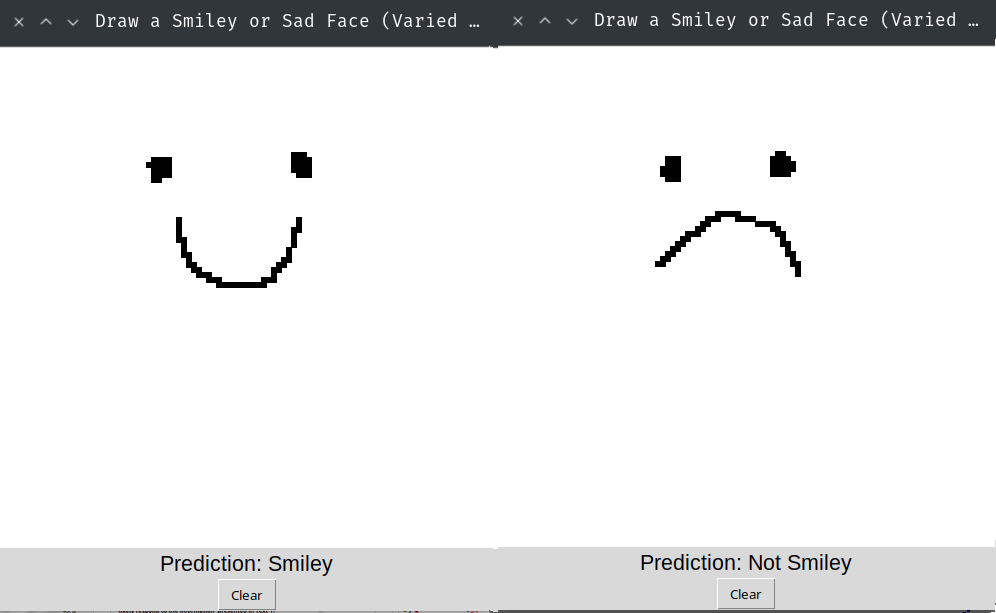 Draw a Smiley or Sad Face (Varied …
Prediction: Smiley
Clear
Draw a Smiley or Sad Face (Varied …
Prediction: Not Smiley
Clear